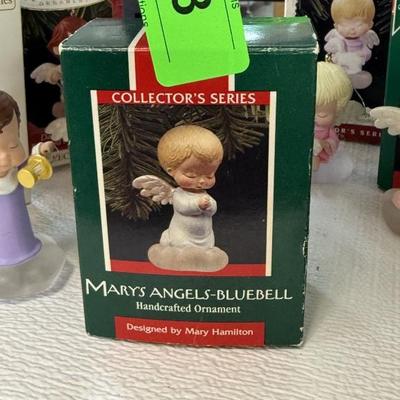 COLLECTOR'S SERIES
MARY'S ANGELS-BLUEBELL
Handcrafted Ornament
Designed by Mary Hamilton